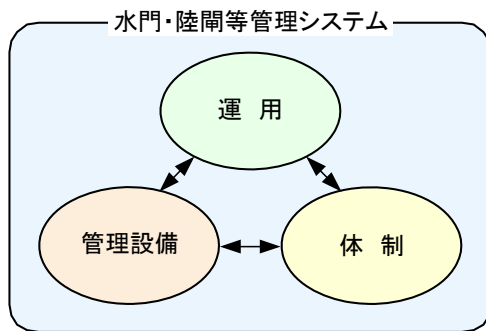 水門・陸閘等管理システム
運 用
管理設備
体 制